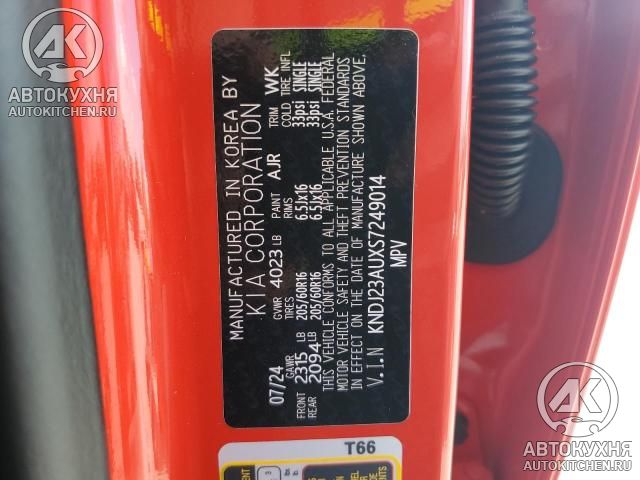 АК
АВТОКУХНЯ
AUTOKITCHEN.RU
MANUFACTURED IN KOREA BY
KIA CORPORATION
07/24 GVWR 4023 LB PAINT AJR TRIM WK
GAWR TIRES RIMS COLD TIRE INFL
FRONT 2315 LB 205/60R16 6.5Jx16 33psi SINGLE
REAR 2094 LB 205/60R16 6.5Jx16 33psi SINGLE
THIS VEHICLE CONFORMS TO ALL APPLICABLE U.S.A. FEDERAL
MOTOR VEHICLE SAFETY AND THEFT PREVENTION STANDARDS
IN EFFECT ON THE DATE OF MANUFACTURE SHOWN ABOVE.
V.I.N KNDJ23AUXS7249014
MPV
T66
АК
АВТОКУХНЯ
AUTOKITCHEN.RU